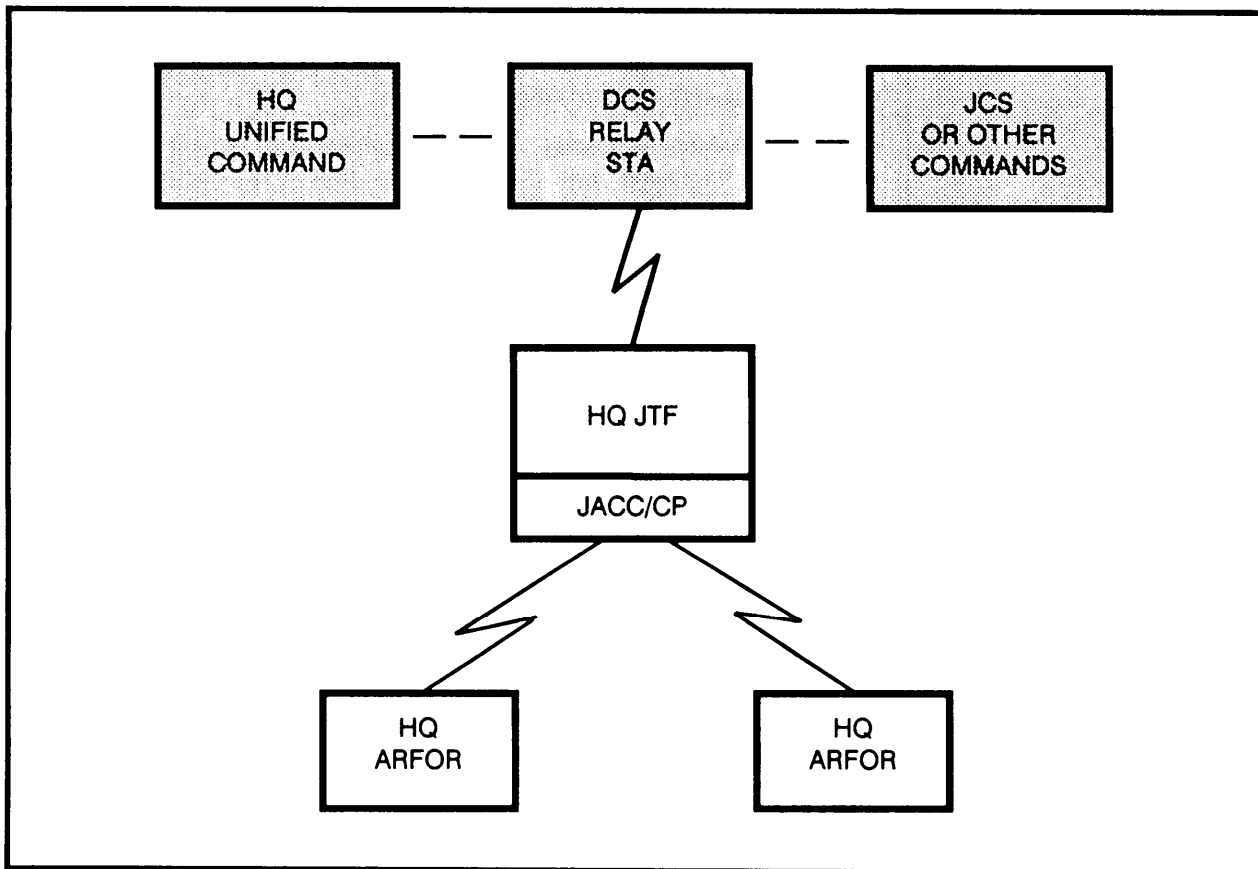 HQ
UNIFIED
COMMAND
DCS
RELAY
STA
JCS
OR OTHER
COMMANDS
HQ JTF
JACC/CP
HQ
ARFOR
HQ
ARFOR